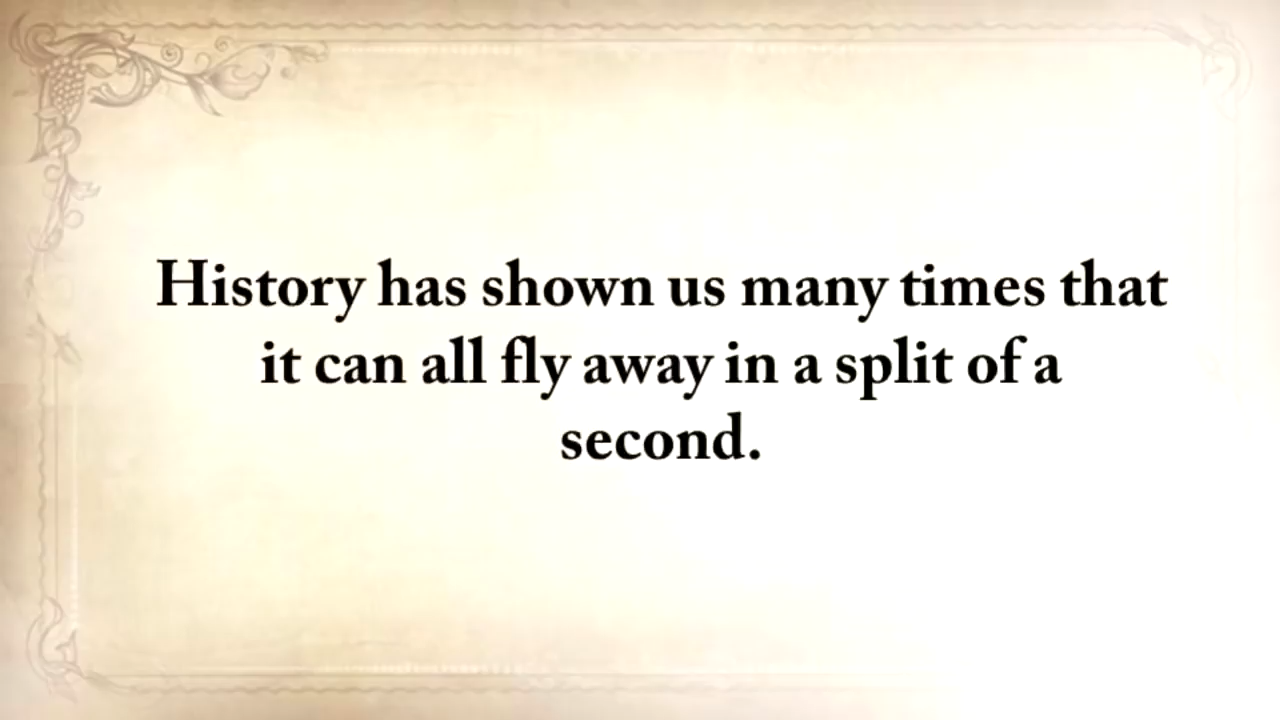 History has shown us many times that
it can all fly away in a split of a
second.